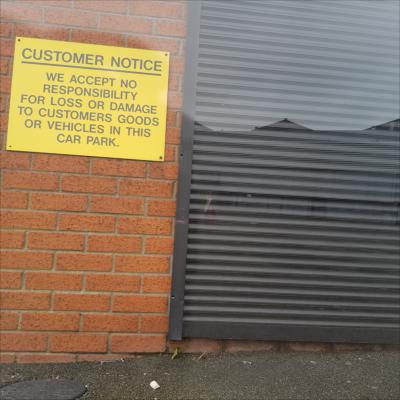 CUSTOMER NOTICE
WE ACCEPT NO
RESPONSIBILITY
FOR LOSS OR DAMAGE
TO CUSTOMERS GOODS
OR VEHICLES IN THIS
CAR PARK.